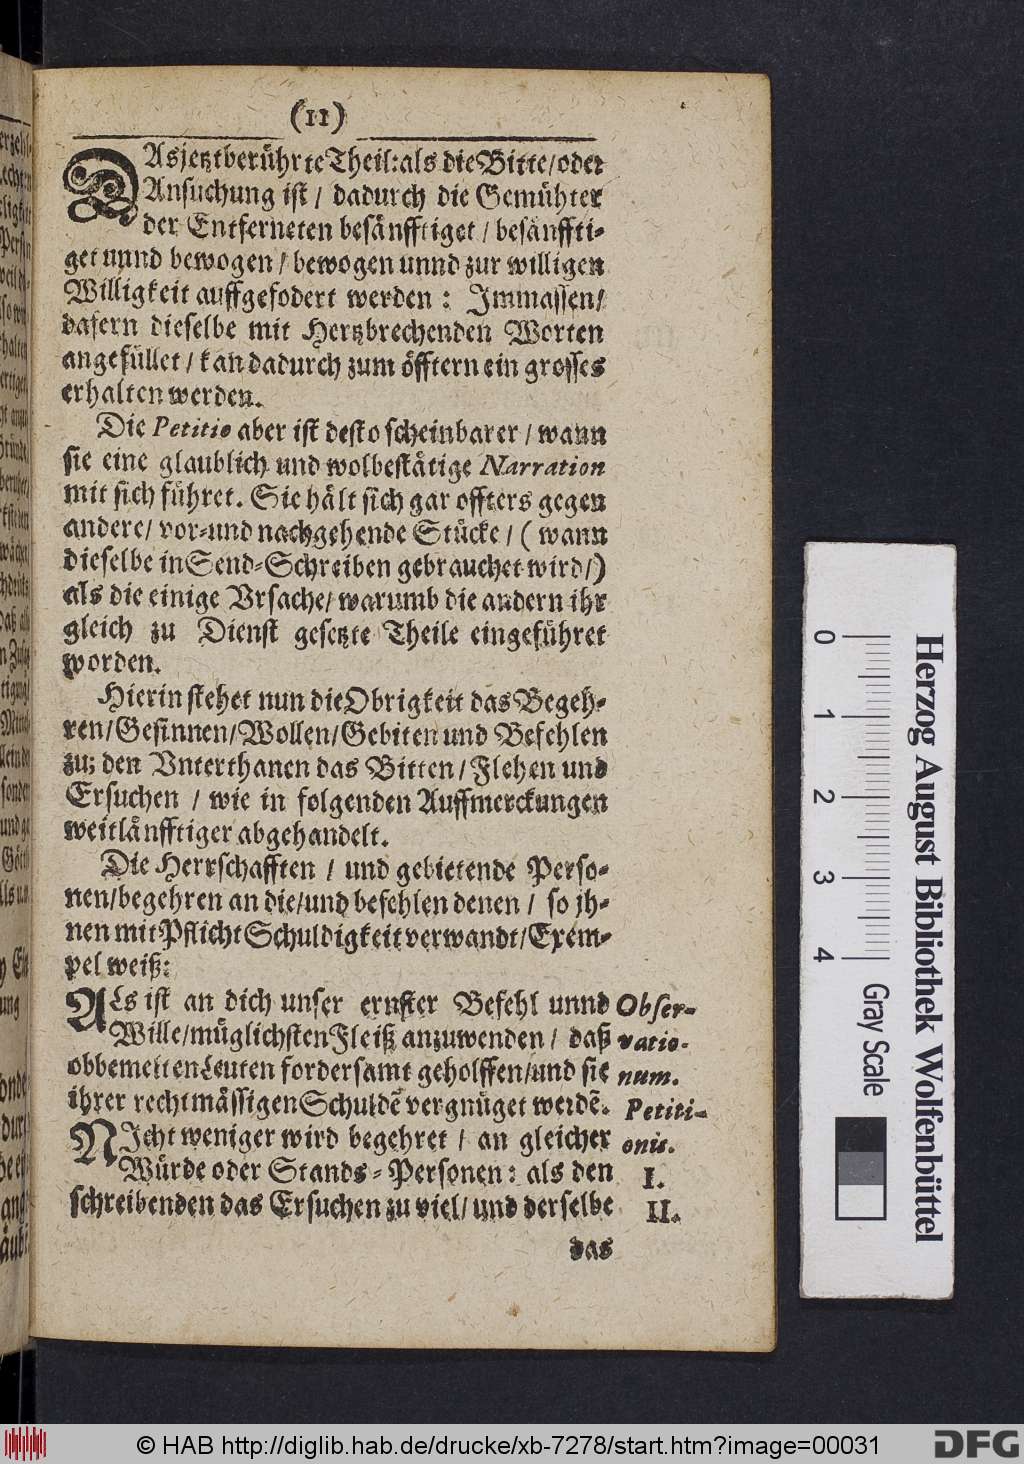 (11)
DAs jetzt berührte Theil: als die Bitte/oder
Ansuchung ist / dadurch die Gemühter
der Entferneten besänfftiget / besänffti-
get unnd bewogen / bewogen unnd zur willigen
Willigkeit auffgefodert werden : Immassen/
dafern dieselbe mit Hertzbrechenden Worten
angefüllet / kan dadurch zum öfftern ein grosses
erhalten werden.
Die Petitio aber ist desto scheinbarer / wann
sie eine glaublich und wolbestätige Narration
mit sich führet. Sie hält sich gar offters gegen
andere/ vor-und nachgehende Stücke / ( wann
dieselbe in Send-Schreiben gebrauchet wird/)
als die einige Vrsache/ warumb die andern ihr
gleich zu Dienst gesetzte Theile eingeführet
worden.
Hierin stehet nun die Obrigkeit das Begeh-
ren/Gesinnen/Wollen/Gebiten und Befehlen
zu; den Vnterthanen das Bitten/ Flehen und
Ersuchen / wie in folgenden Auffmerckungen
weitläufftiger abgehandelt.
Die Herrschafften / und gebietende Perso-
nen/begehren an die/und befehlen denen / so jh-
nen mit Pflicht Schuldigkeit verwandt/Exem-
pel weiß:
ALs ist an dich unser ernster Befehl unnd Obser-
Wille/müglichsten Fleiß anzuwenden / daß vatio-
obbemelten Leuten fordersamt geholffen/und sie num.
ihrer rechtmässigen Schuldẽ vergnüget werdẽ. Petiti-
NIcht weniger wird begehret / an gleicher onis.
Würde oder Stands-Personen: als den I.
schreibenden das Ersuchen zu viel/ und derselbe II.
das
Herzog August Bibliothek Wolfenbüttel
0 1 2 3 4
Gray Scale
© HAB http://diglib.hab.de/drucke/xb-7278/start.htm?image=00031
DFG